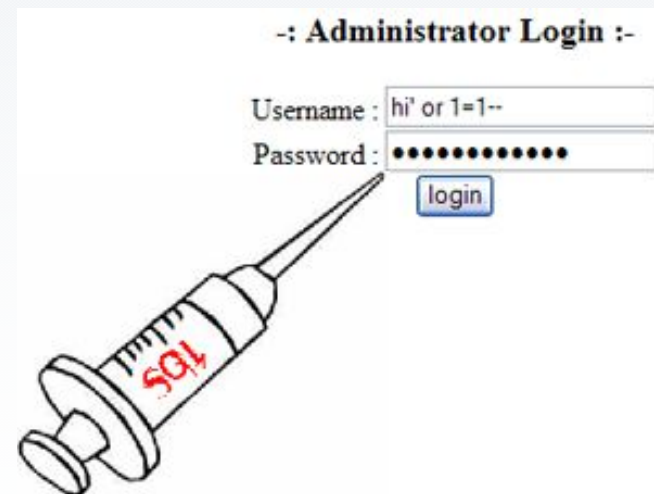 -: Administrator Login :-
Username : hi' or 1=1--
Password : ●●●●●●●●●●●●
login
SQL